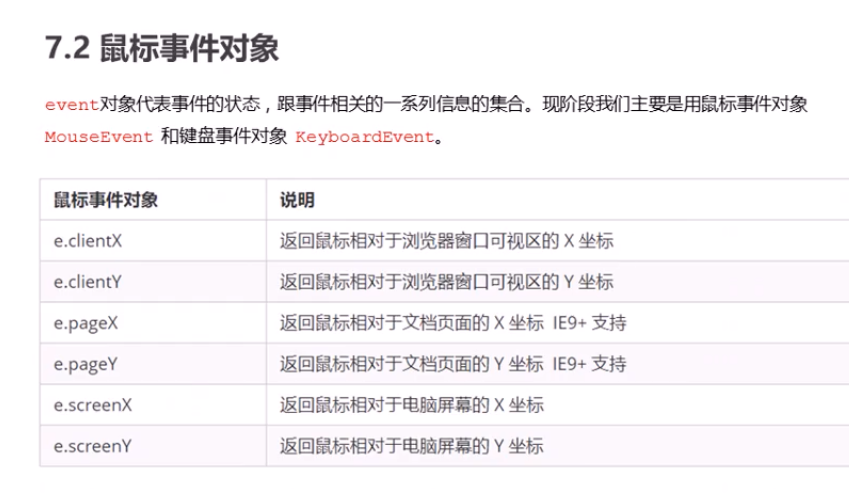 7.2 鼠标事件对象
event对象代表事件的状态，跟事件相关的一系列信息的集合。现阶段我们主要是用鼠标事件对象
MouseEvent 和键盘事件对象 KeyboardEvent。
鼠标事件对象 说明
e.clientX 返回鼠标相对于浏览器窗口可视区的 X 坐标
e.clientY 返回鼠标相对于浏览器窗口可视区的 Y 坐标
e.pageX 返回鼠标相对于文档页面的 X 坐标 IE9+ 支持
e.pageY 返回鼠标相对于文档页面的 Y 坐标 IE9+ 支持
e.screenX 返回鼠标相对于电脑屏幕的 X 坐标
e.screenY 返回鼠标相对于电脑屏幕的 Y 坐标